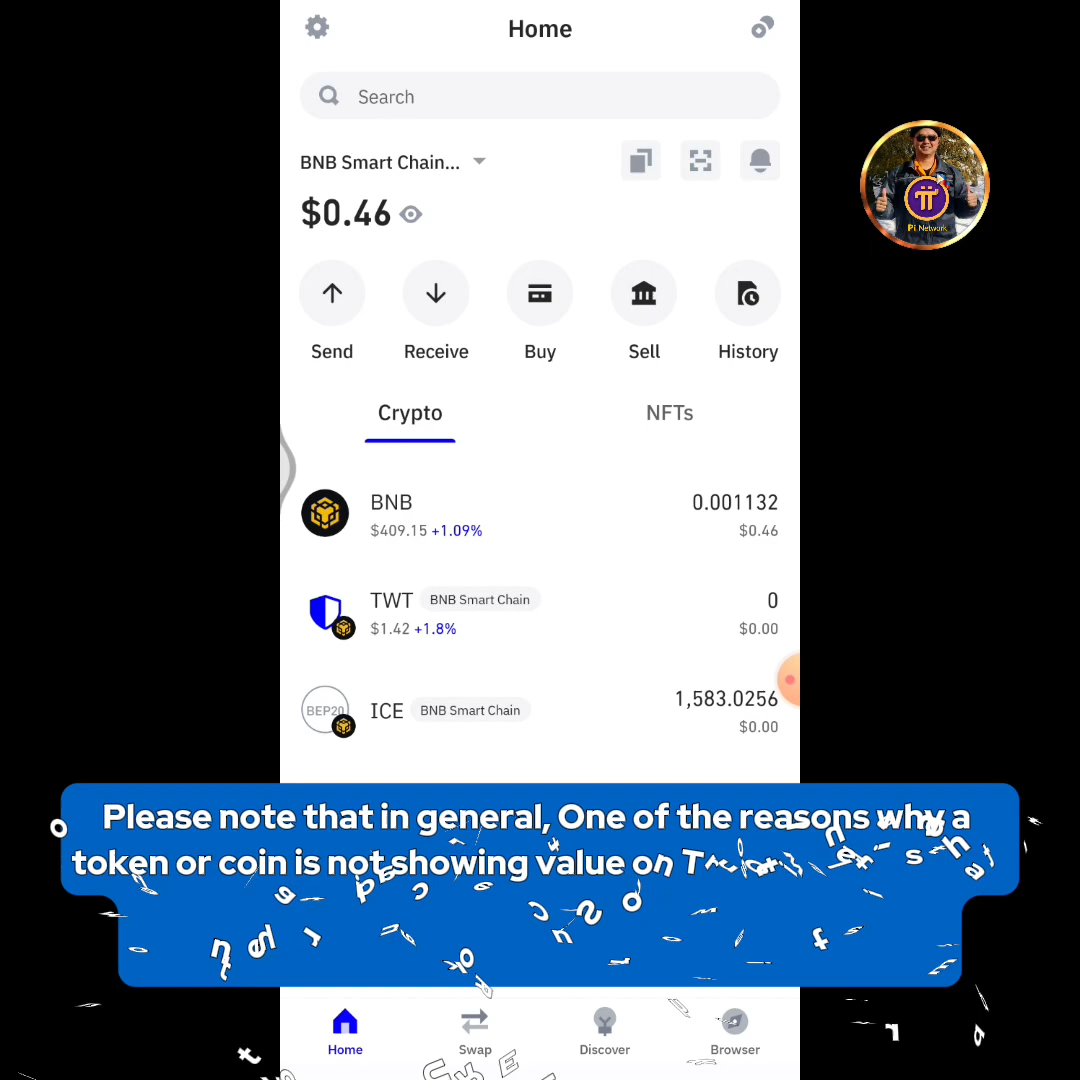 Home
Search
BNB Smart Chain...
$0.46
Send Receive Buy Sell History
Crypto NFTs
BNB 0.001132
$409.15 +1.09% $0.46
TWT BNB Smart Chain 0
$1.42 +1.8% $0.00
BEP20 ICE BNB Smart Chain 1,583.0256
$0.00
Pi Network
Please note that in general, One of the reasons why a
token or coin is not showing value on
Home Swap Discover Browser